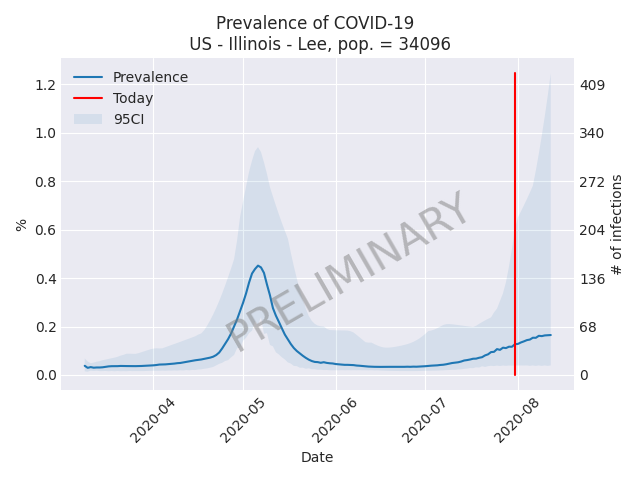 Prevalence of COVID-19
US - Illinois - Lee, pop. = 34096
Prevalence
Today
95CI
PRELIMINARY
%
1.2
1.0
0.8
0.6
0.4
0.2
0.0
409
340
272
204
136
68
0
# of infections
2020-04
2020-05
2020-06
2020-07
2020-08
Date